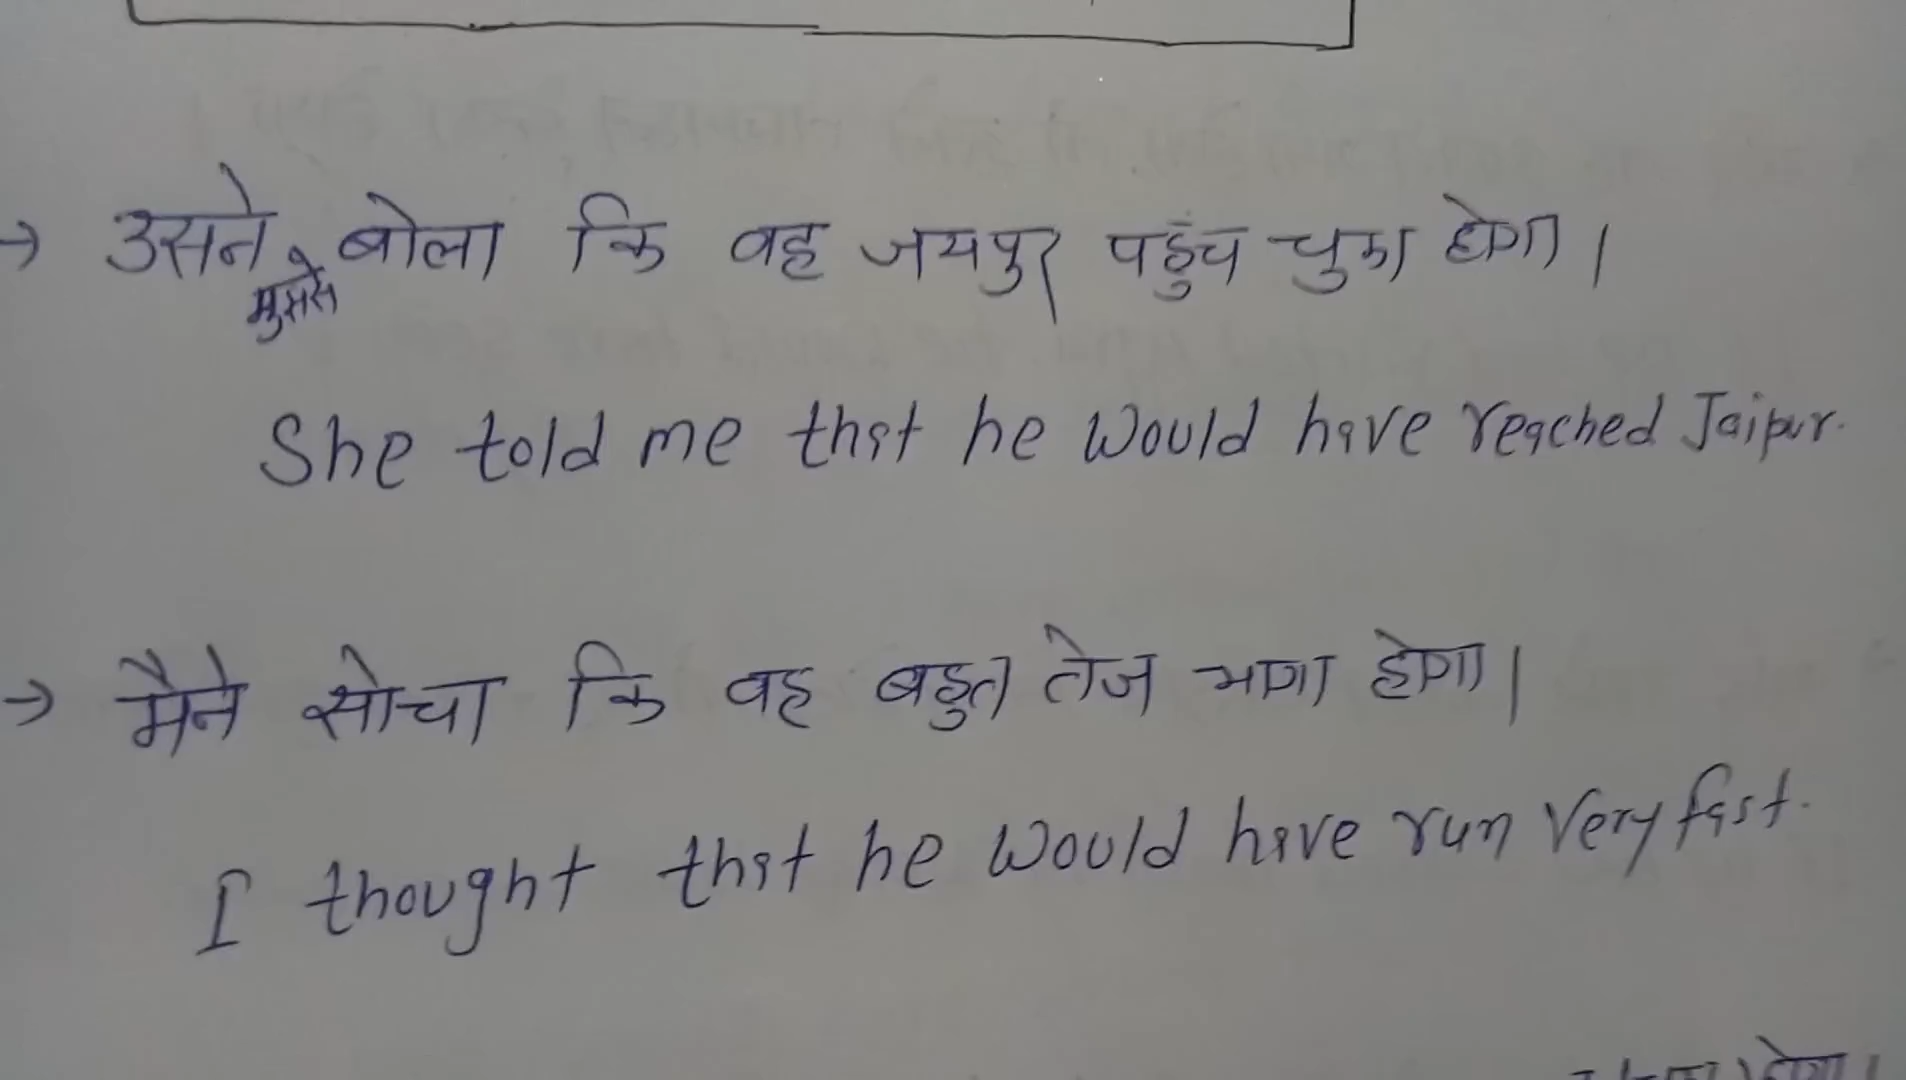 → उसने मुझसे बोला कि वह जयपुर पहुंच चुका होगा।
She told me that he would have reached Jaipur.
→ मैने सोचा कि वह बहुत तेज भागा होगा।
I thought that he would have run very fast.
होगा।